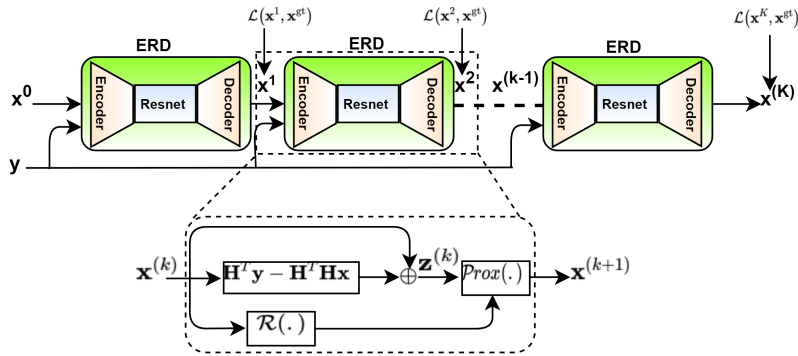 𝓛(x¹, x^gt) 𝓛(x², x^gt) 𝓛(x^K, x^gt)
ERD ERD ERD
x⁰ Encoder Resnet Decoder x¹ Encoder Resnet Decoder x² x^(k-1) Encoder Resnet Decoder x^(K)
y
x^(k) H^T y − H^T Hx ⊕ z^(k) Prox(.) x^(k+1)
R(.)